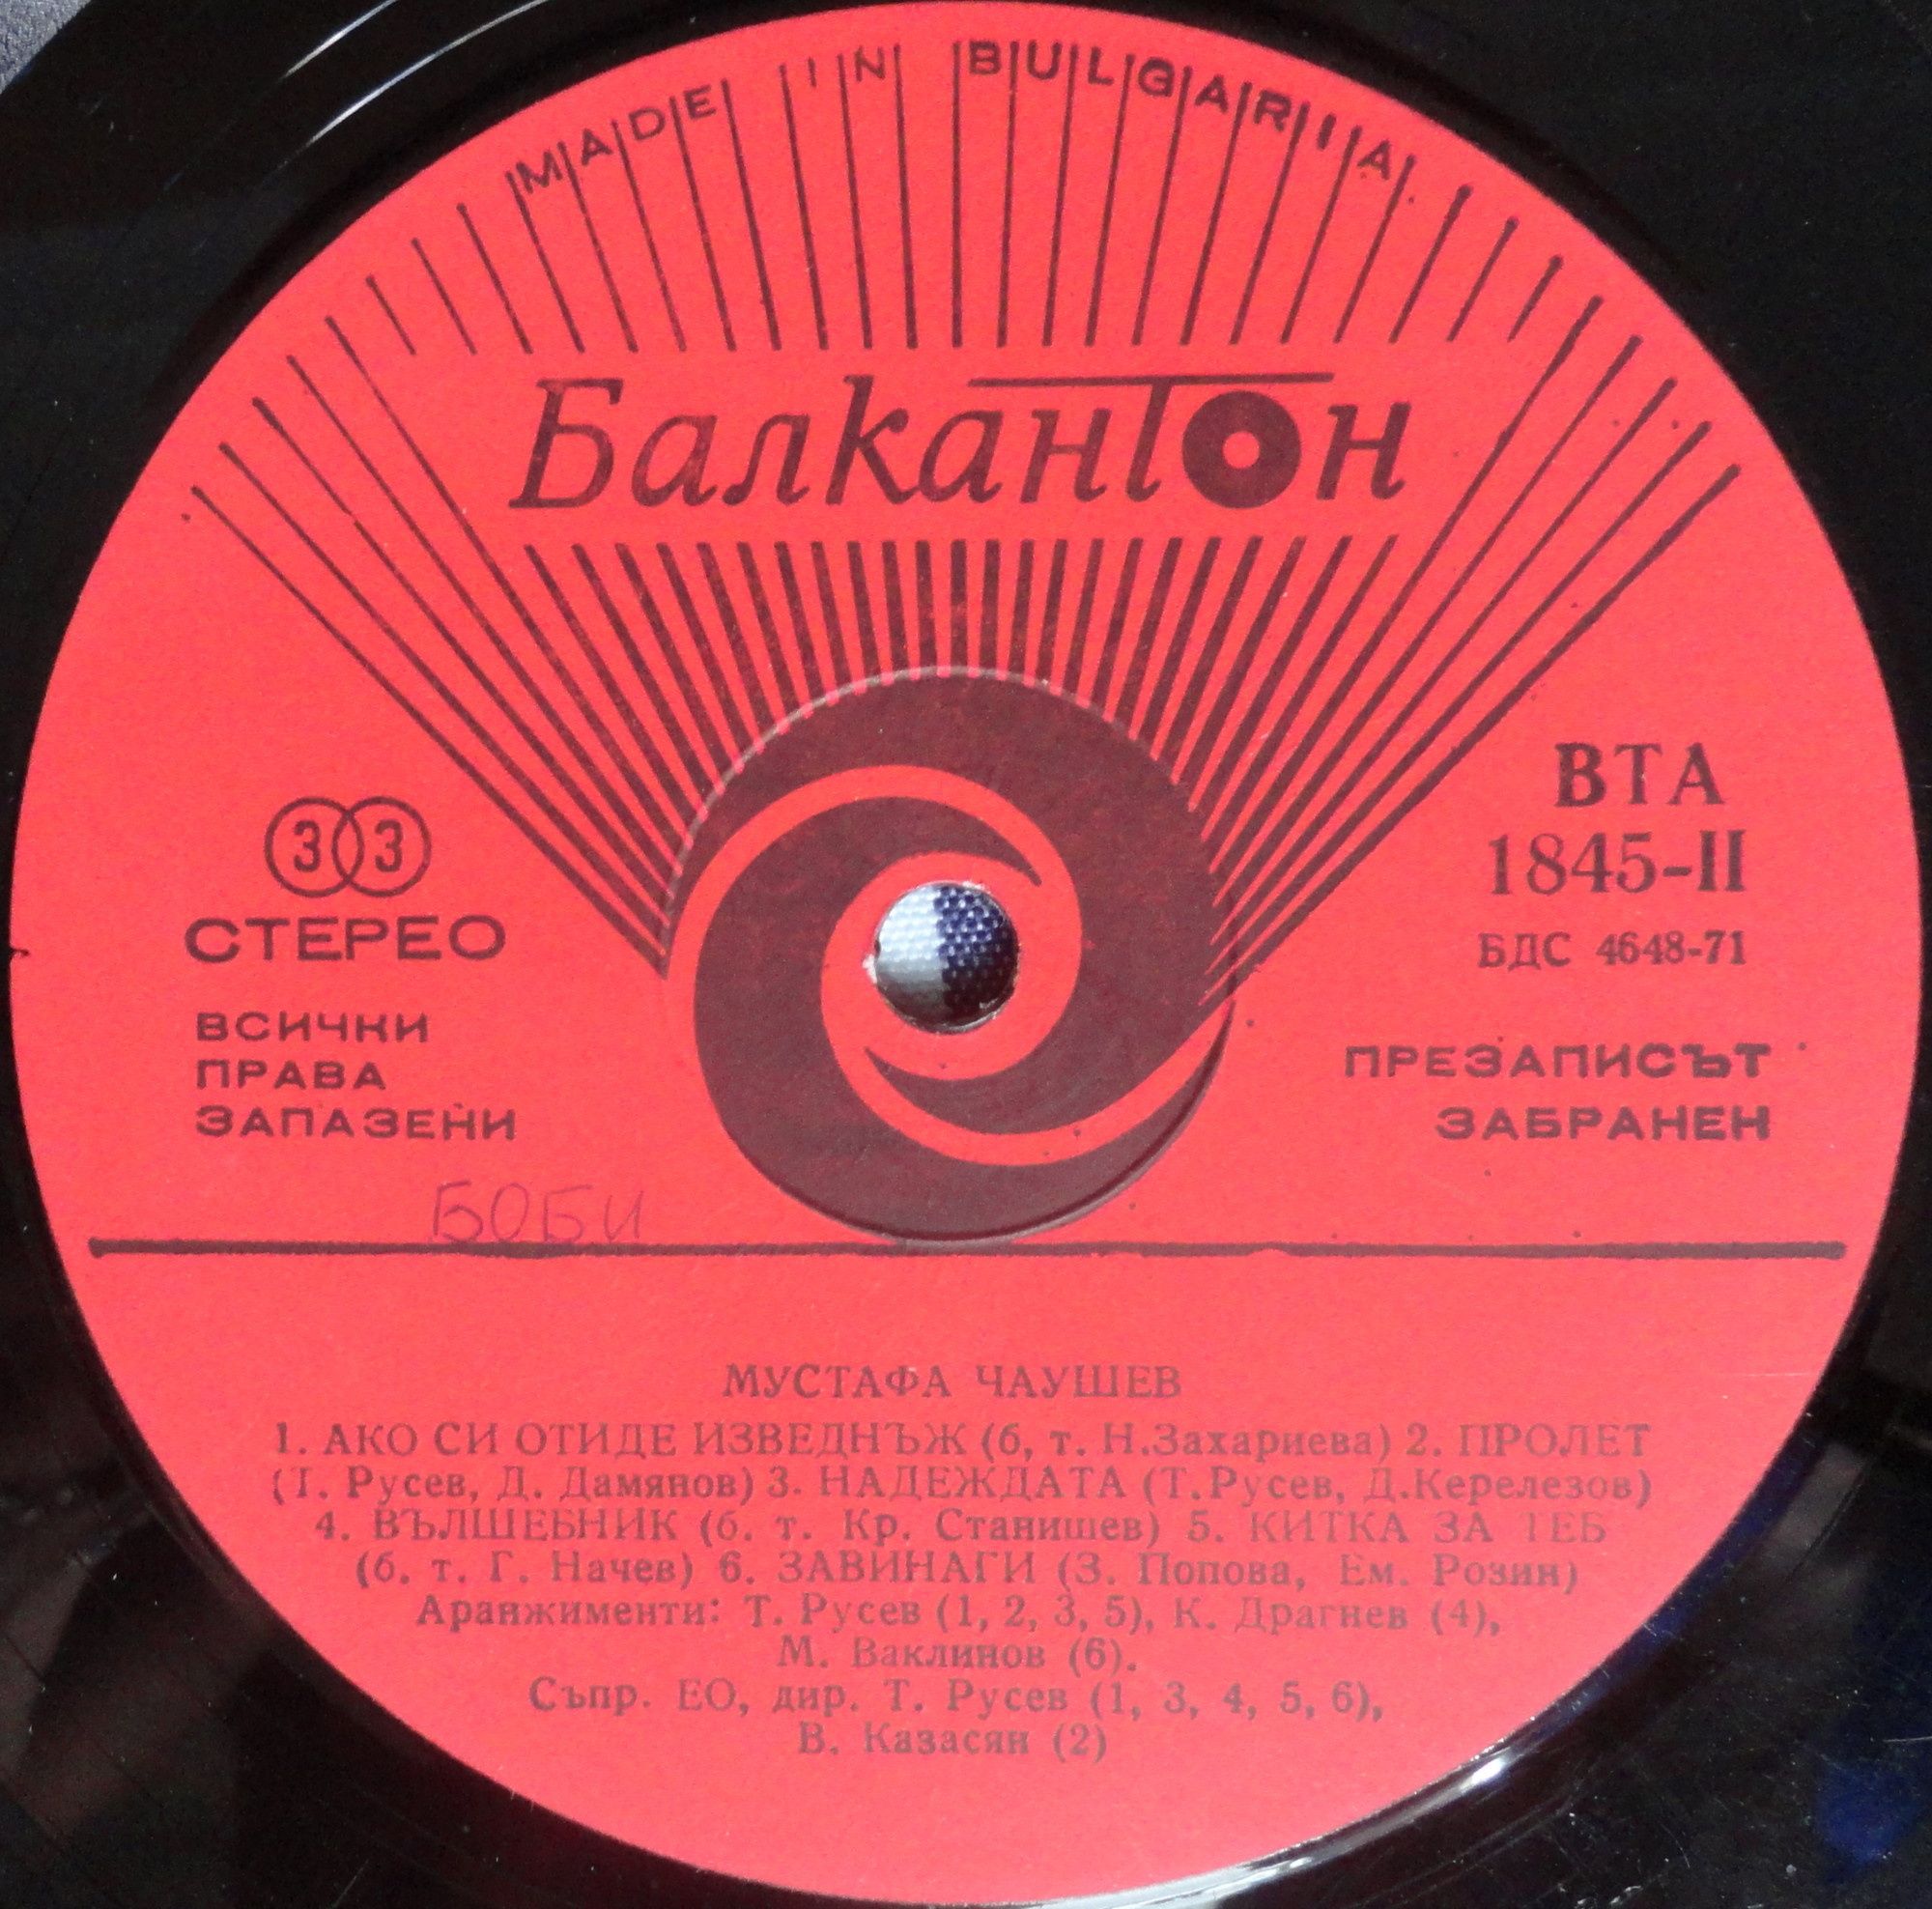 MADE IN BULGARIA
Балкантон
33
СТЕРЕО
ВСИЧКИ
ПРАВА
ЗАПАЗЕНИ
ВТА
1845-II
БДС 4648-71
ПРЕЗАПИСЪТ
ЗАБРАНЕН
БОБИ
МУСТАФА ЧАУШЕВ
1. АКО СИ ОТИДЕ ИЗВЕДНЪЖ (б, т. Н.Захариева) 2. ПРОЛЕТ
(Т. Русев, Д. Дамянов) 3. НАДЕЖДАТА (Т.Русев, Д.Керелезов)
4. ВЪЛШЕБНИК (б. т. Кр. Станишев) 5. КИТКА ЗА ТЕБ
(б. т. Г. Начев) 6. ЗАВИНАГИ (З. Попова, Ем. Розин)
Аранжименти: Т. Русев (1, 2, 3, 5), К. Драгнев (4),
М. Ваклинов (6).
Съпр. ЕО, дир. Т. Русев (1, 3, 4, 5, 6),
В. Казасян (2)